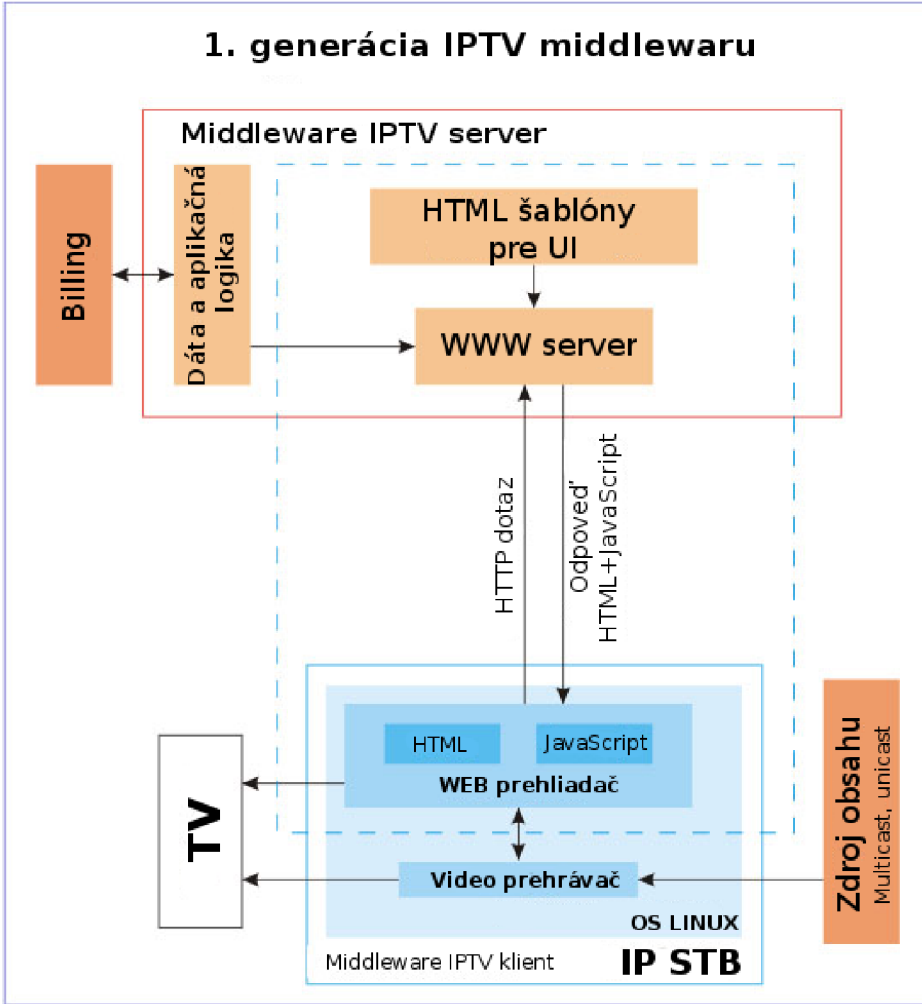 1. generácia IPTV middlewaru
Middleware IPTV server
Billing
Dáta a aplikačná
logika
HTML šablóny
pre UI
WWW server
HTTP dotaz
Odpoveď
HTML+JavaScript
HTML
JavaScript
WEB prehliadač
TV
Video prehrávač
Zdroj obsahu
Multicast, unicast
OS LINUX
Middleware IPTV klient
IP STB